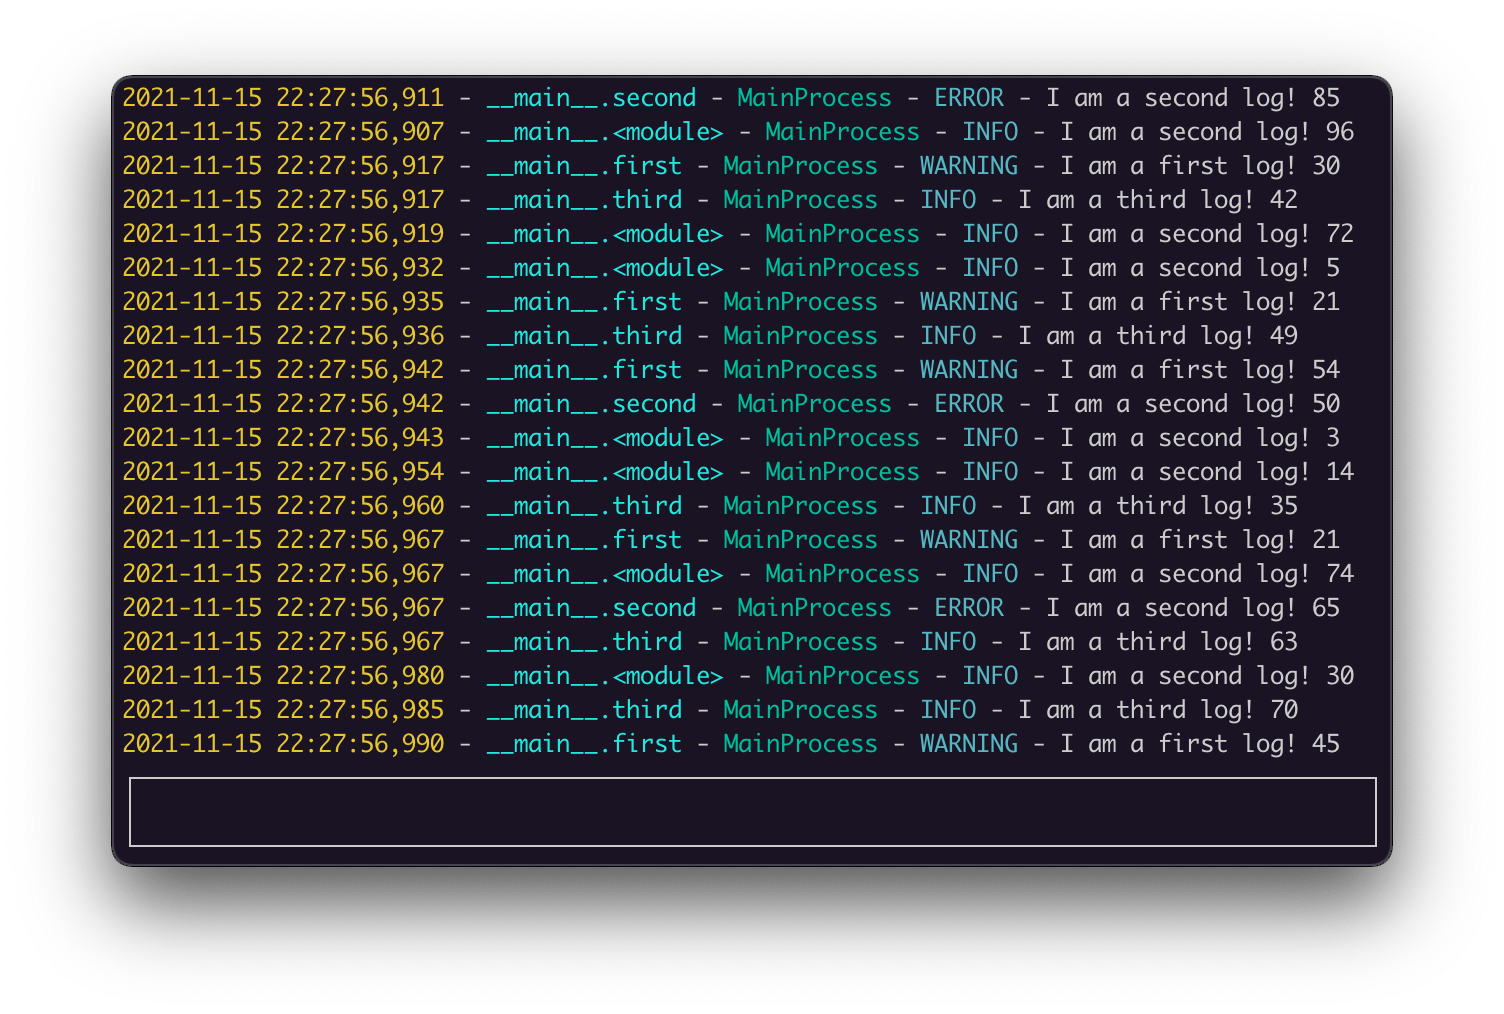 2021-11-15 22:27:56,911 - __main__.second - MainProcess - ERROR - I am a second log! 85
2021-11-15 22:27:56,907 - __main__.<module> - MainProcess - INFO - I am a second log! 96
2021-11-15 22:27:56,917 - __main__.first - MainProcess - WARNING - I am a first log! 30
2021-11-15 22:27:56,917 - __main__.third - MainProcess - INFO - I am a third log! 42
2021-11-15 22:27:56,919 - __main__.<module> - MainProcess - INFO - I am a second log! 72
2021-11-15 22:27:56,932 - __main__.<module> - MainProcess - INFO - I am a second log! 5
2021-11-15 22:27:56,935 - __main__.first - MainProcess - WARNING - I am a first log! 21
2021-11-15 22:27:56,936 - __main__.third - MainProcess - INFO - I am a third log! 49
2021-11-15 22:27:56,942 - __main__.first - MainProcess - WARNING - I am a first log! 54
2021-11-15 22:27:56,942 - __main__.second - MainProcess - ERROR - I am a second log! 50
2021-11-15 22:27:56,943 - __main__.<module> - MainProcess - INFO - I am a second log! 3
2021-11-15 22:27:56,954 - __main__.<module> - MainProcess - INFO - I am a second log! 14
2021-11-15 22:27:56,960 - __main__.third - MainProcess - INFO - I am a third log! 35
2021-11-15 22:27:56,967 - __main__.first - MainProcess - WARNING - I am a first log! 21
2021-11-15 22:27:56,967 - __main__.<module> - MainProcess - INFO - I am a second log! 74
2021-11-15 22:27:56,967 - __main__.second - MainProcess - ERROR - I am a second log! 65
2021-11-15 22:27:56,967 - __main__.third - MainProcess - INFO - I am a third log! 63
2021-11-15 22:27:56,980 - __main__.<module> - MainProcess - INFO - I am a second log! 30
2021-11-15 22:27:56,985 - __main__.third - MainProcess - INFO - I am a third log! 70
2021-11-15 22:27:56,990 - __main__.first - MainProcess - WARNING - I am a first log! 45